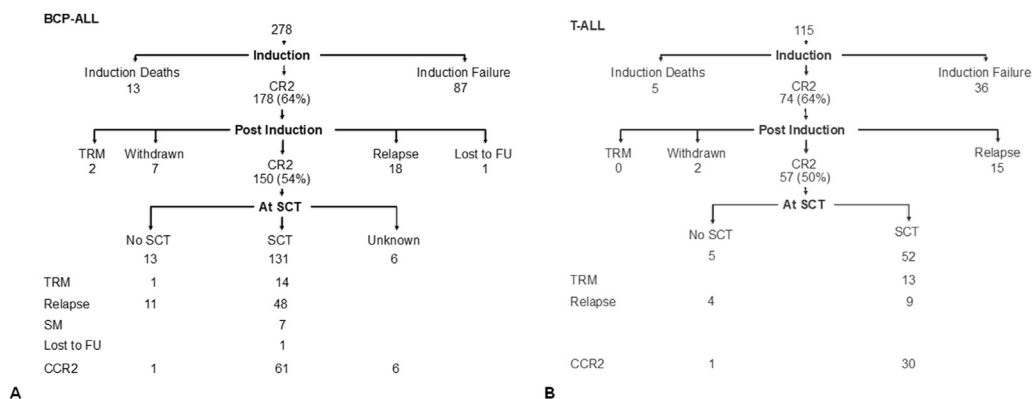 BCP-ALL
278
Induction
Induction Deaths
13
Induction Failure
87
CR2
178 (64%)
Post Induction
TRM
2
Withdrawn
7
Relapse
18
Lost to FU
1
CR2
150 (54%)
At SCT
No SCT SCT Unknown
13 131 6
TRM 1 14
Relapse 11 48
SM 7
Lost to FU 1
CCR2 1 61 6
A
T-ALL
115
Induction
Induction Deaths
5
Induction Failure
36
CR2
74 (64%)
Post Induction
TRM
0
Withdrawn
2
Relapse
15
CR2
57 (50%)
At SCT
No SCT SCT
5 52
TRM 13
Relapse 4 9
CCR2 1 30
B